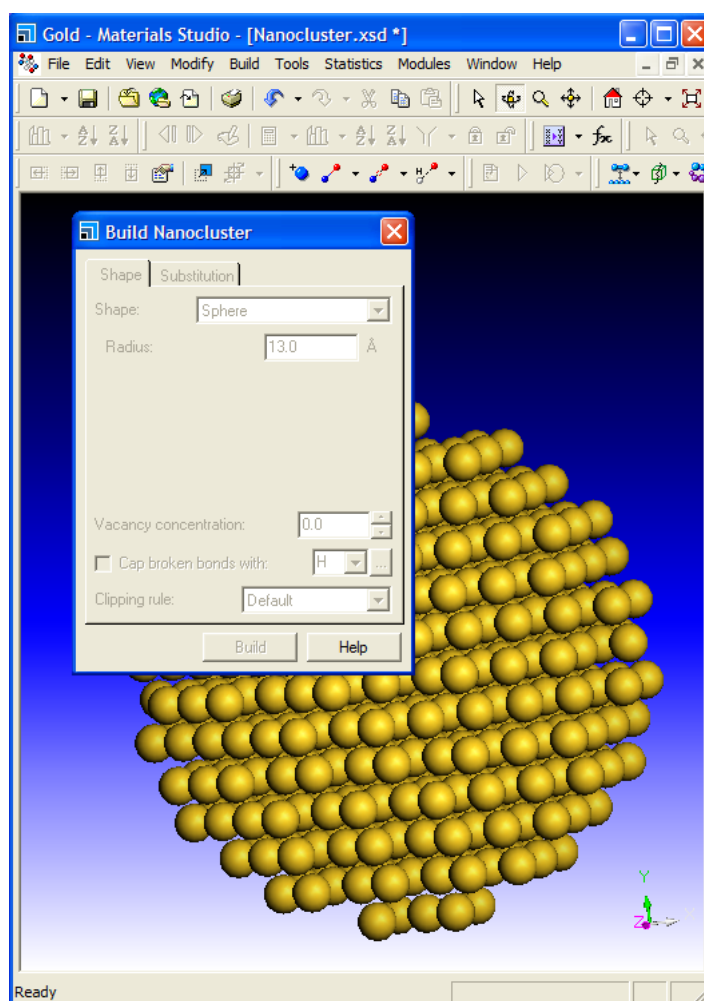 Gold - Materials Studio - [Nanocluster.xsd *]
File Edit View Modify Build Tools Statistics Modules Window Help
Build Nanocluster
Shape Substitution
Shape: Sphere
Radius: 13.0 Å
Vacancy concentration: 0.0
Cap broken bonds with: H ...
Clipping rule: Default
Build Help
Y
Z
Ready